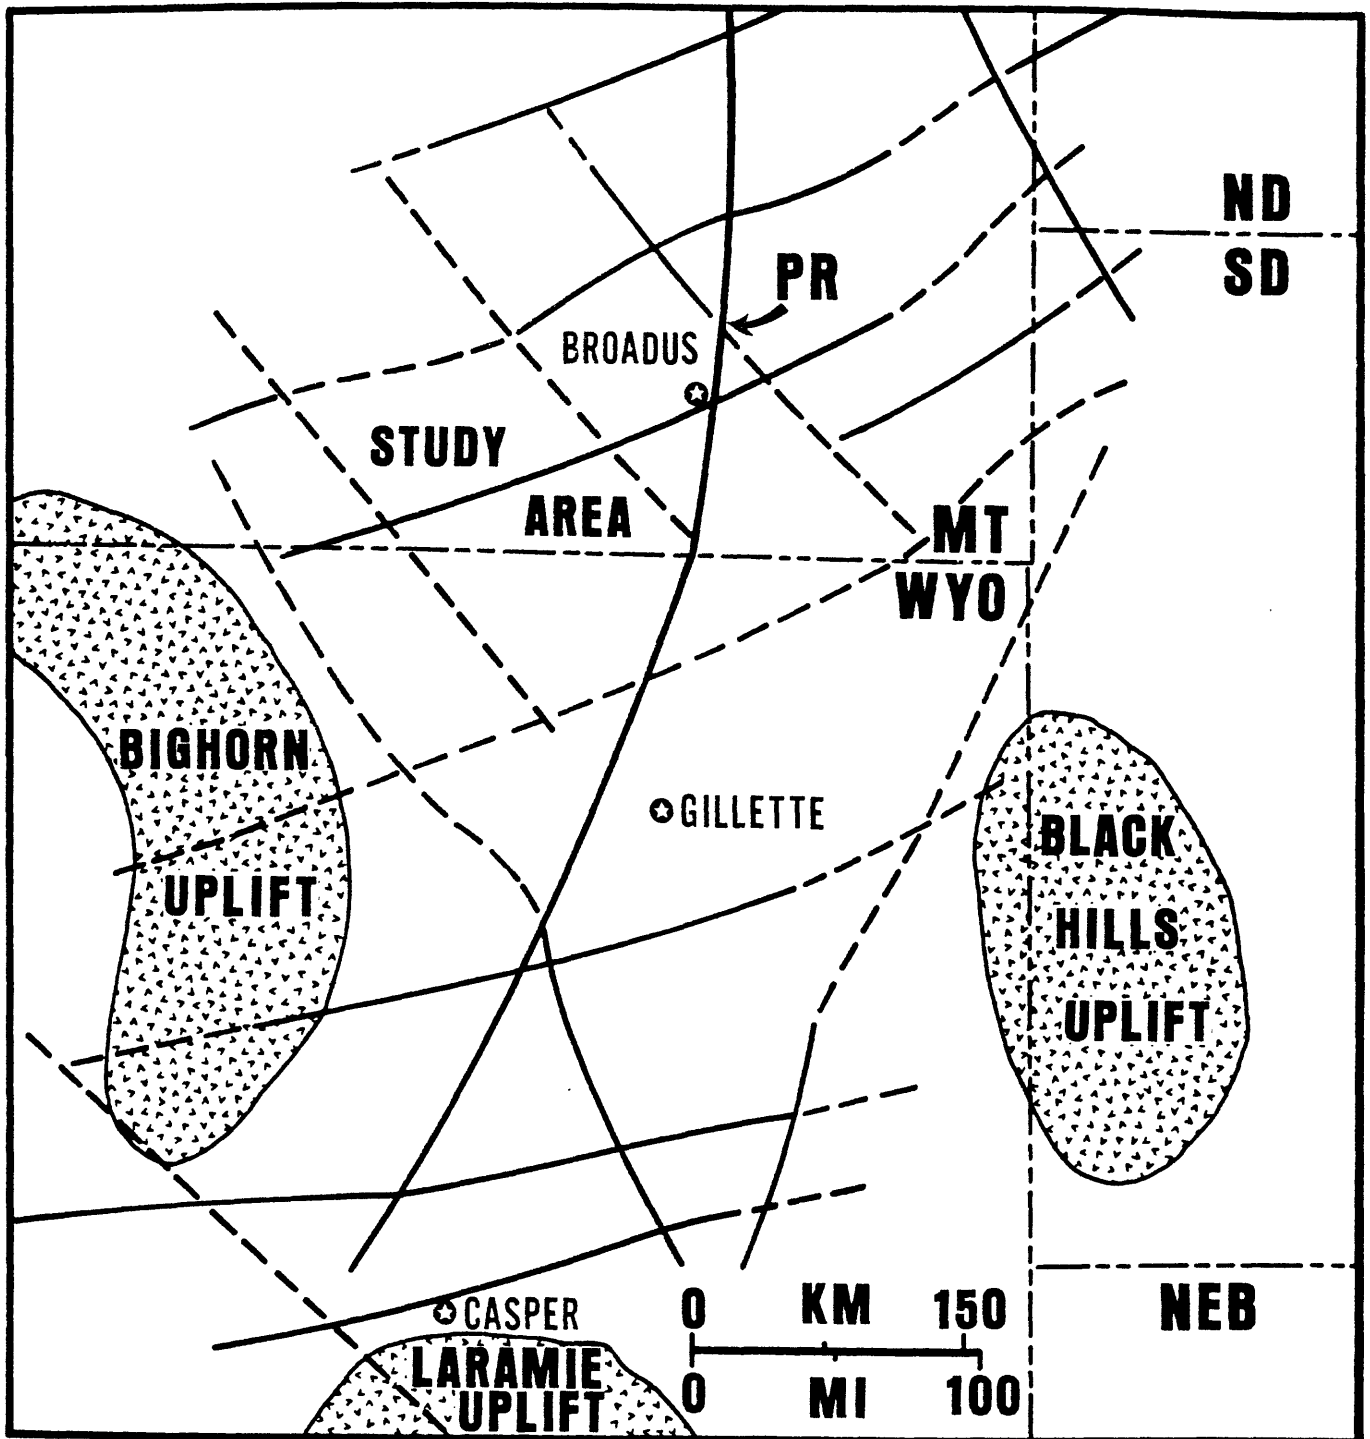 ND
SD
PR
BROADUS
STUDY
AREA
MT
WYO
BIGHORN
UPLIFT
GILLETTE
BLACK
HILLS
UPLIFT
CASPER
LARAMIE
UPLIFT
0 KM 150
0 MI 100
NEB